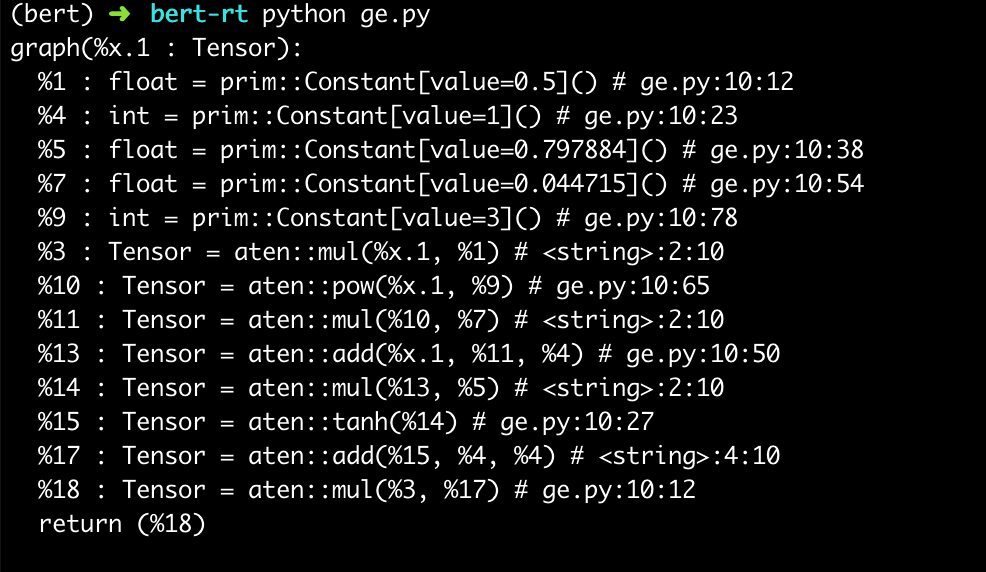 (bert) ➜ bert-rt python ge.py
graph(%x.1 : Tensor):
  %1 : float = prim::Constant[value=0.5]() # ge.py:10:12
  %4 : int = prim::Constant[value=1]() # ge.py:10:23
  %5 : float = prim::Constant[value=0.797884]() # ge.py:10:38
  %7 : float = prim::Constant[value=0.044715]() # ge.py:10:54
  %9 : int = prim::Constant[value=3]() # ge.py:10:78
  %3 : Tensor = aten::mul(%x.1, %1) # <string>:2:10
  %10 : Tensor = aten::pow(%x.1, %9) # ge.py:10:65
  %11 : Tensor = aten::mul(%10, %7) # <string>:2:10
  %13 : Tensor = aten::add(%x.1, %11, %4) # ge.py:10:50
  %14 : Tensor = aten::mul(%13, %5) # <string>:2:10
  %15 : Tensor = aten::tanh(%14) # ge.py:10:27
  %17 : Tensor = aten::add(%15, %4, %4) # <string>:4:10
  %18 : Tensor = aten::mul(%3, %17) # ge.py:10:12
  return (%18)